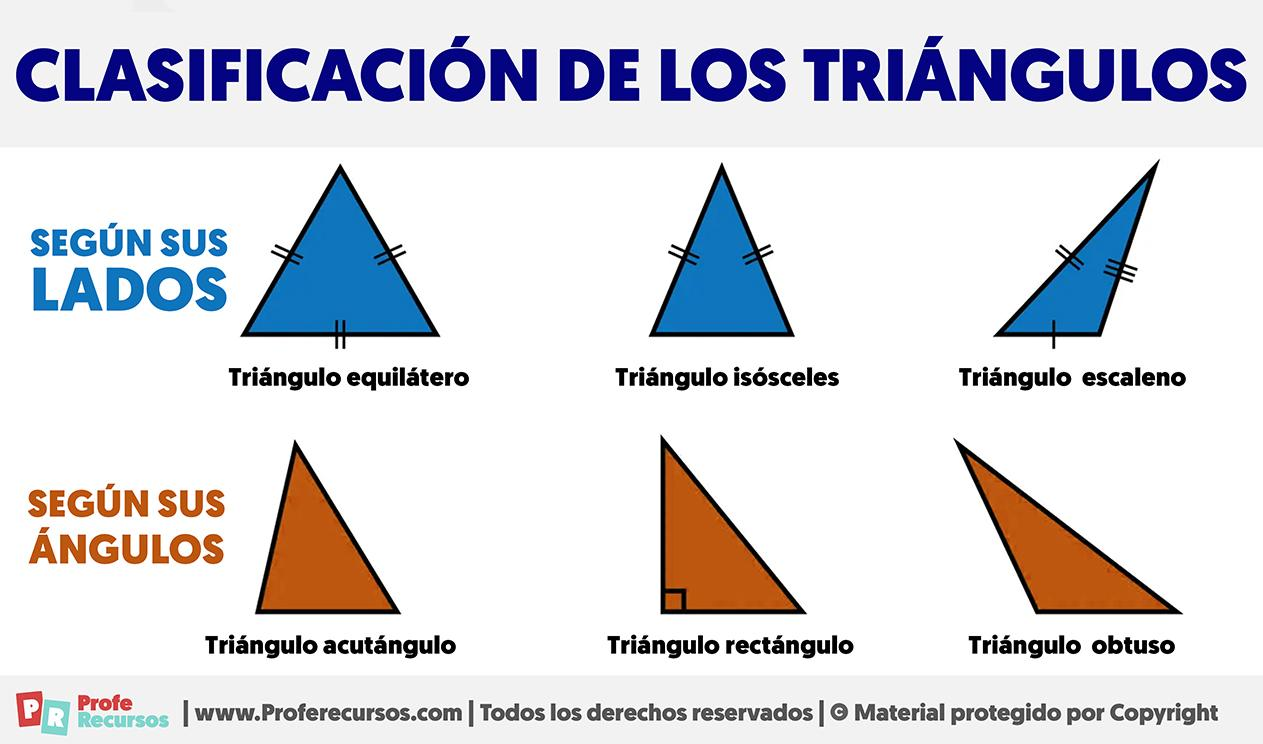 CLASIFICACIÓN DE LOS TRIÁNGULOS
SEGÚN SUS
LADOS
Triángulo equilátero
Triángulo isósceles
Triángulo escaleno
SEGÚN SUS
ÁNGULOS
Triángulo acutángulo
Triángulo rectángulo
Triángulo obtuso
PR Profe
Recursos
| www.Proferecursos.com | Todos los derechos reservados | © Material protegido por Copyright